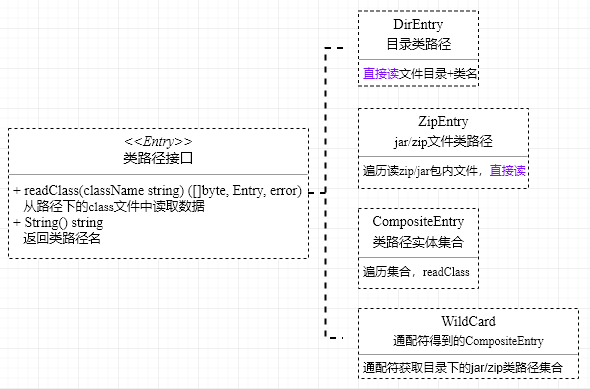 <<Entry>>
类路径接口
+ readClass(className string) ([]byte, Entry, error)
从路径下的class文件中读取数据
+ String() string
返回类路径名
DirEntry
目录类路径
直接读文件目录+类名
ZipEntry
jar/zip文件类路径
遍历读zip/jar包内文件，直接读
CompositeEntry
类路径实体集合
遍历集合，readClass
WildCard
通配符得到的CompositeEntry
通配符获取目录下的jar/zip类路径集合